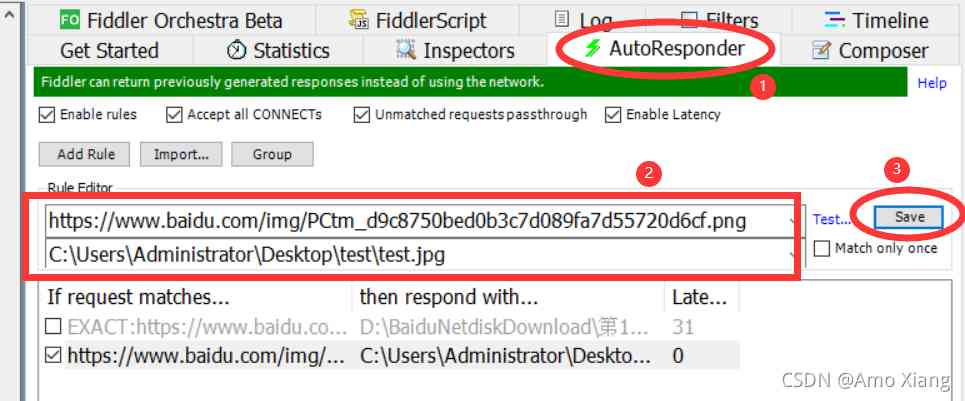 FO Fiddler Orchestra Beta JS FiddlerScript Log Filters Timeline
Get Started Statistics Inspectors AutoResponder Composer
Fiddler can return previously generated responses instead of using the network. Help
1
Enable rules Accept all CONNECTs Unmatched requests passthrough Enable Latency
Add Rule Import... Group
2 3
Rule Editor
https://www.baidu.com/img/PCtm_d9c8750bed0b3c7d089fa7d55720d6cf.png Test... Save
C:\Users\Administrator\Desktop\test\test.jpg Match only once
If request matches... then respond with... Late...
EXACT:https://www.baidu.co... D:\BaiduNetdiskDownload\第1... 31
https://www.baidu.com/img/... C:\Users\Administrator\Deskto... 0
CSDN @Amo Xiang